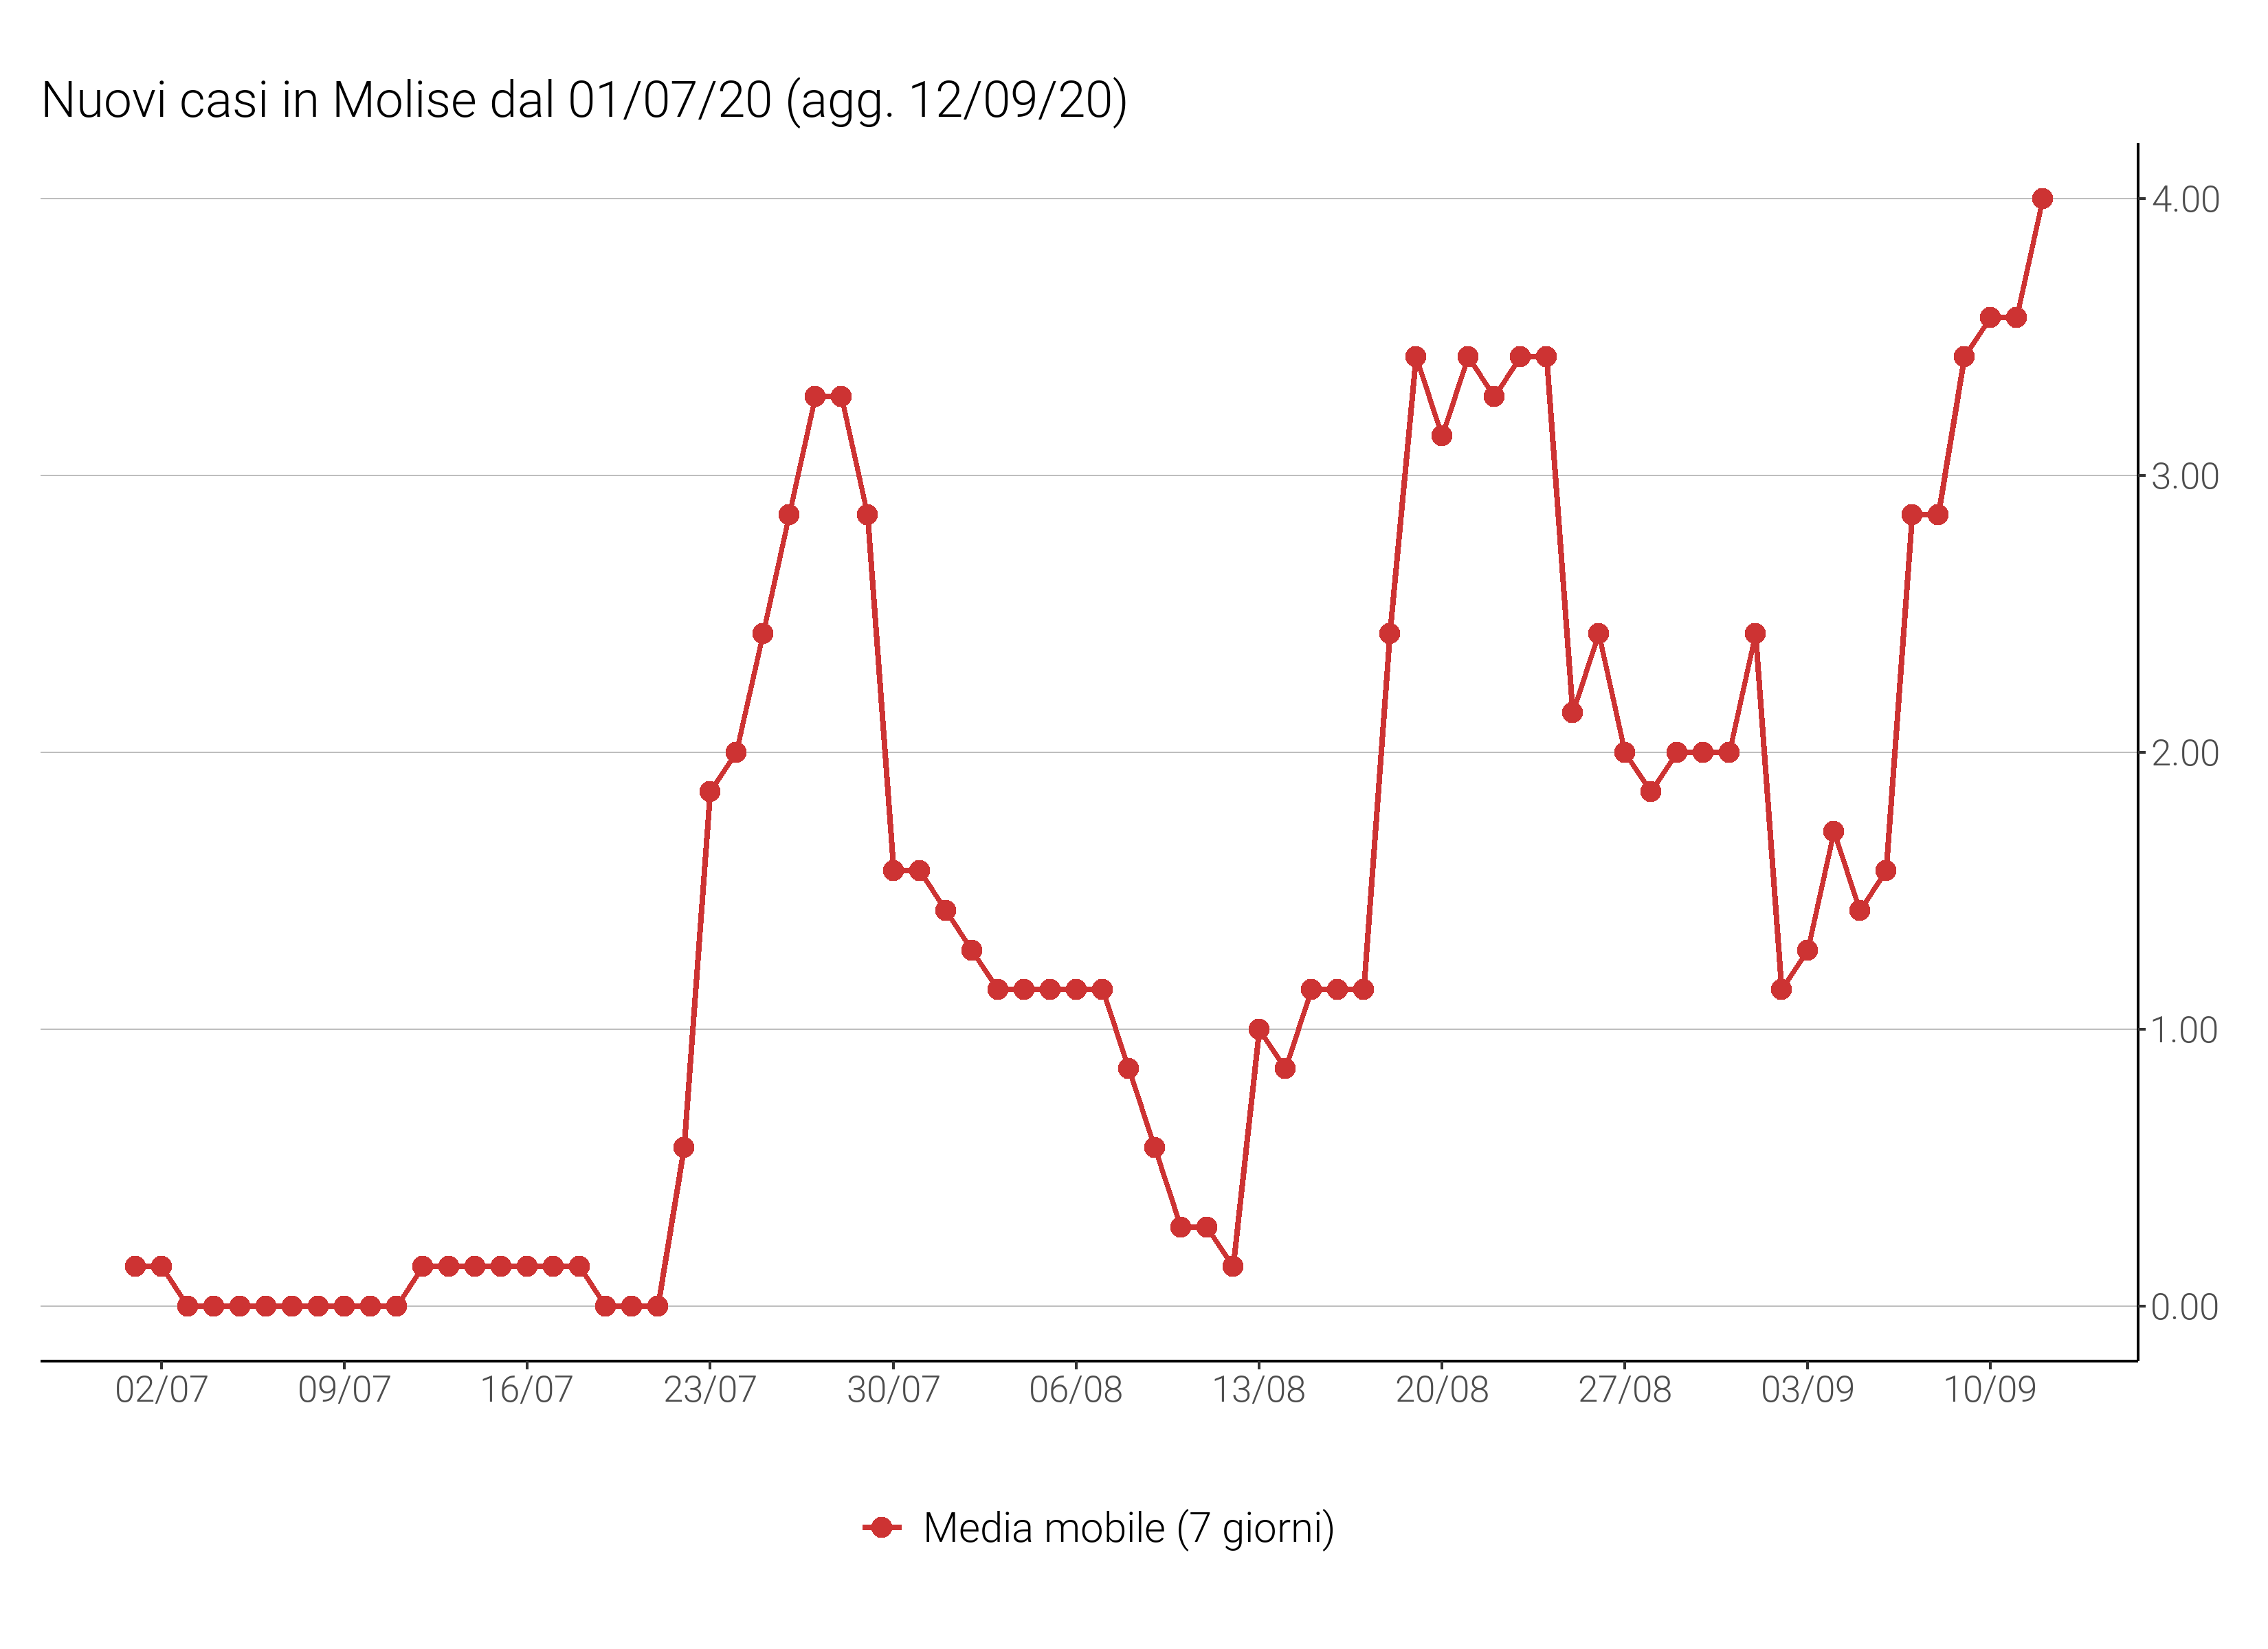 Nuovi casi in Molise dal 01/07/20 (agg. 12/09/20)
4.00
3.00
2.00
1.00
0.00
02/07 09/07 16/07 23/07 30/07 06/08 13/08 20/08 27/08 03/09 10/09
Media mobile (7 giorni)